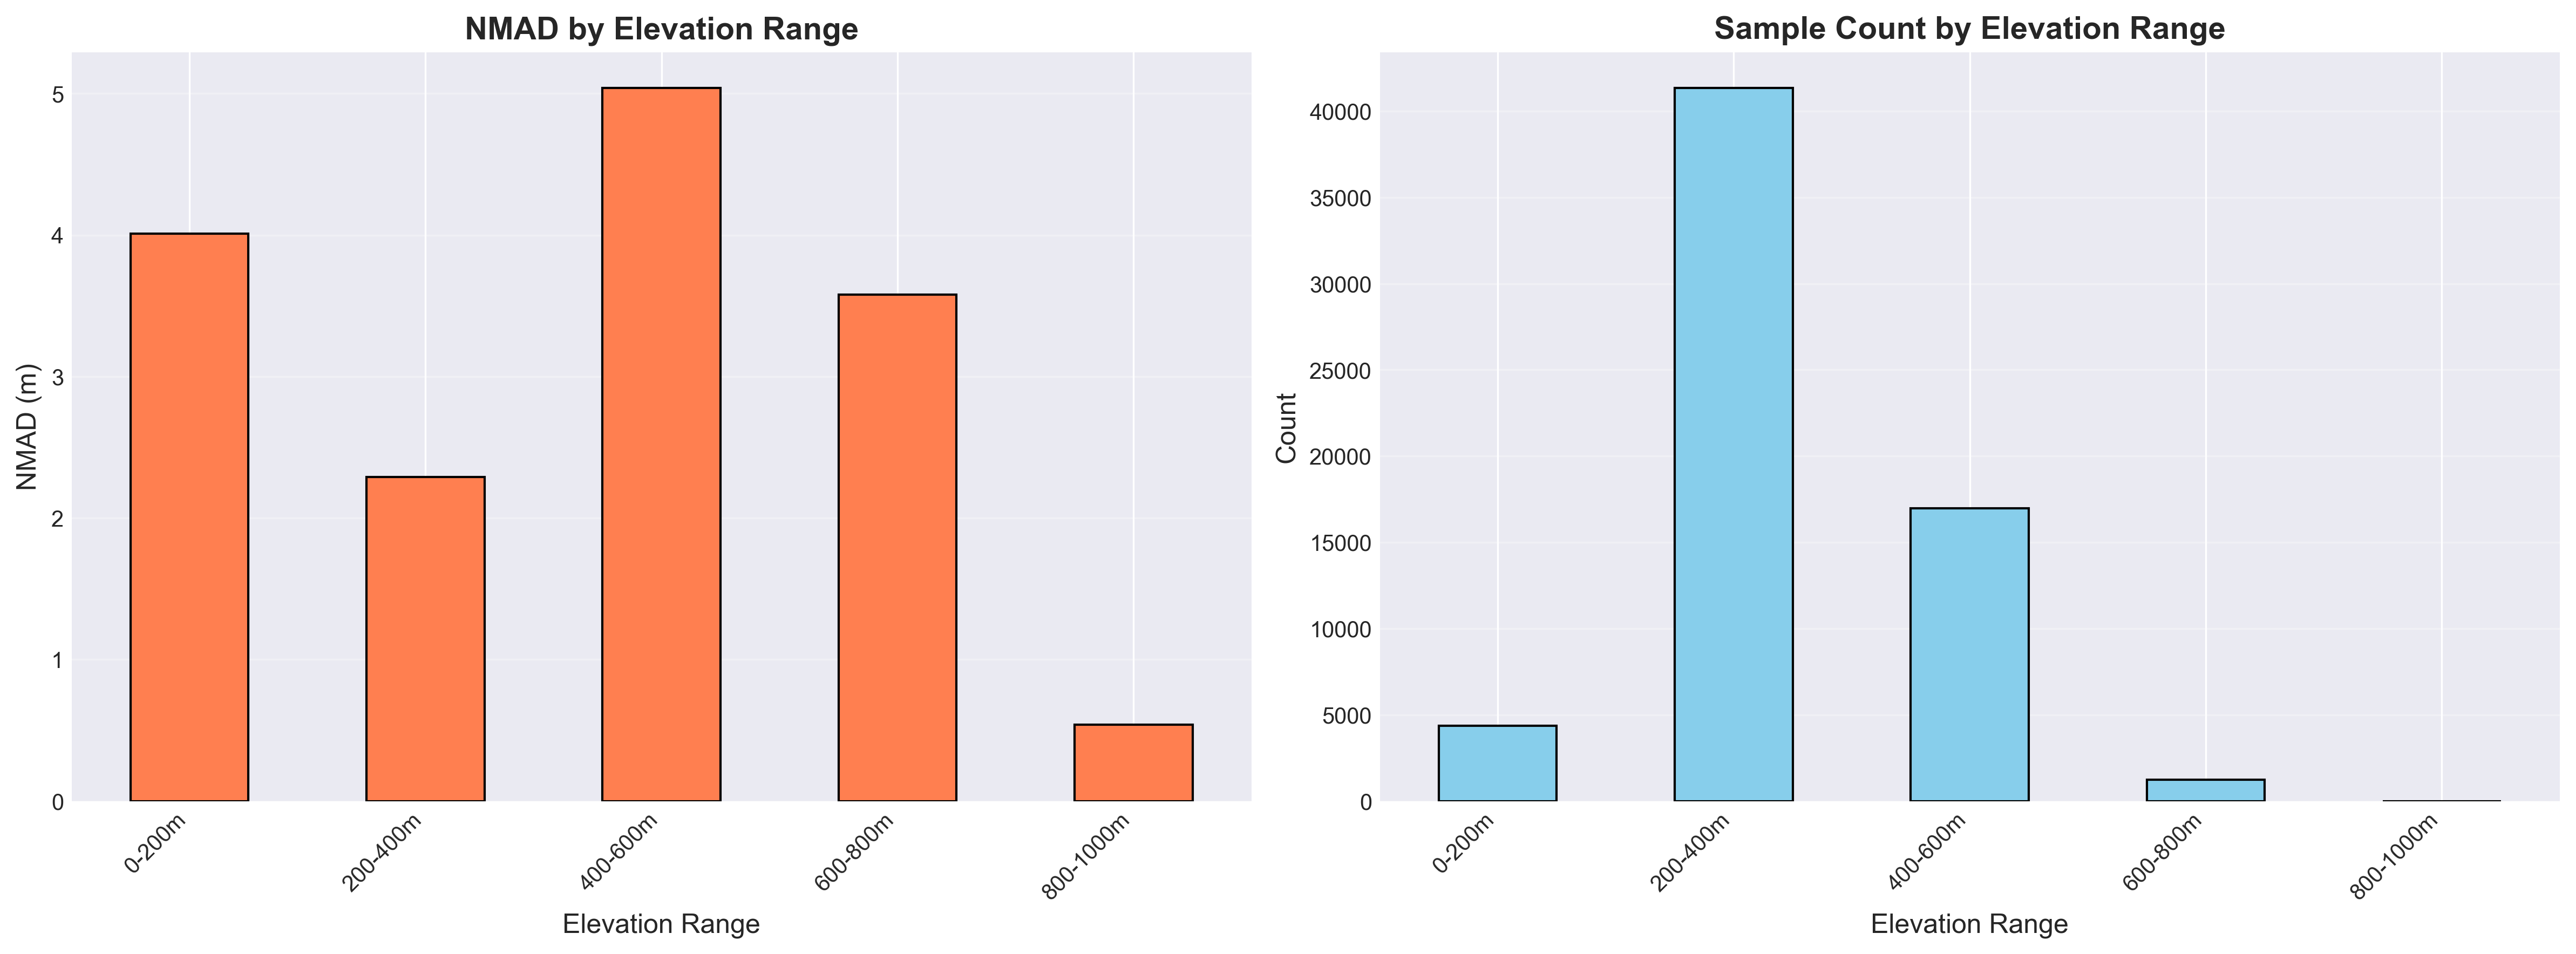 NMAD by Elevation Range
NMAD (m)
5
4
3
2
1
0
0-200m
200-400m
400-600m
600-800m
800-1000m
Elevation Range
Sample Count by Elevation Range
Count
40000
35000
30000
25000
20000
15000
10000
5000
0
0-200m
200-400m
400-600m
600-800m
800-1000m
Elevation Range